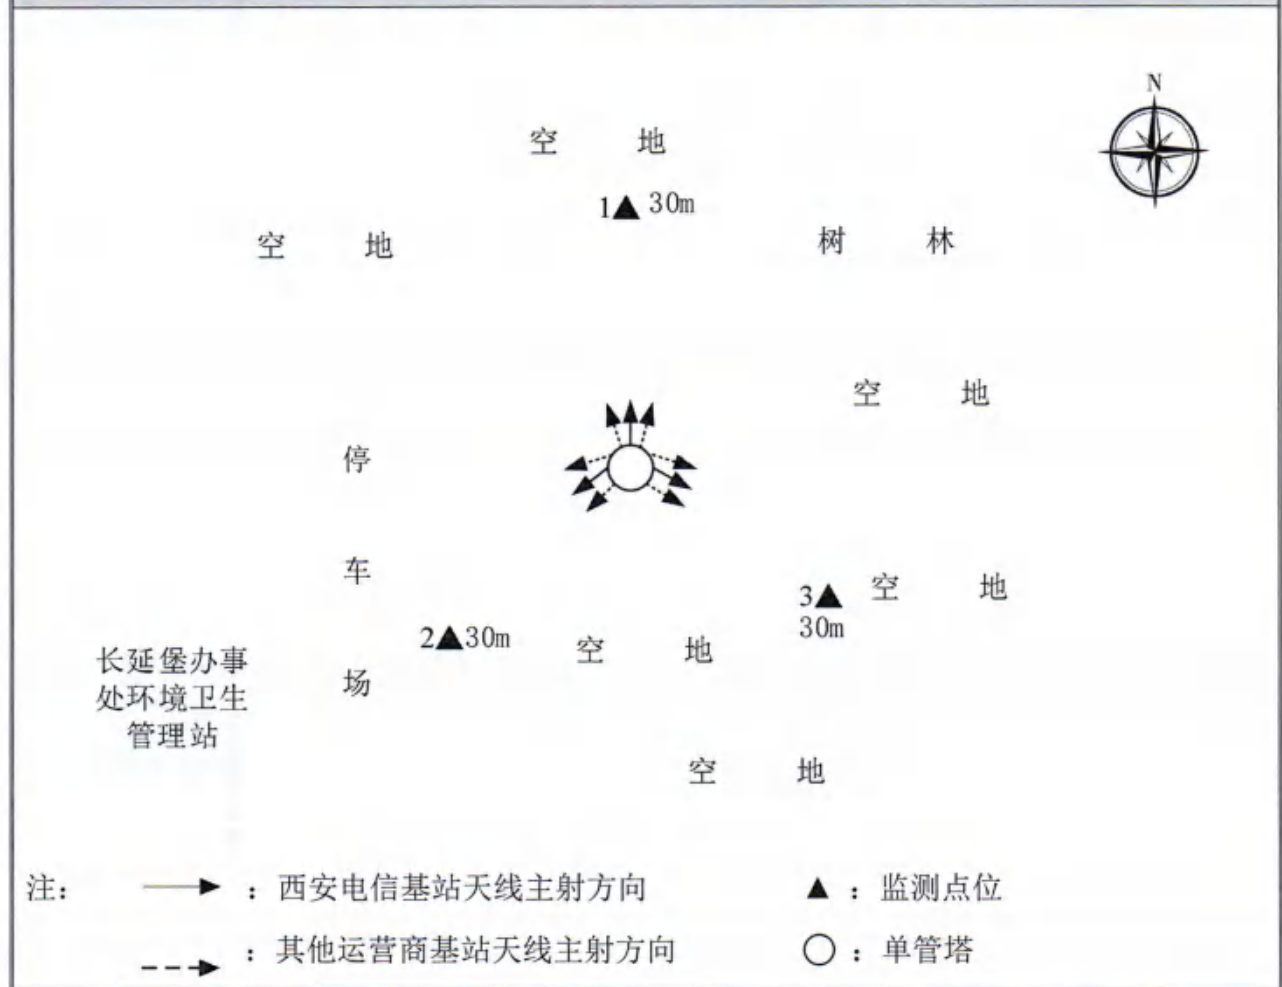 N
空 地
1▲ 30m
空 地
树 林
空 地
停
车
场
3▲ 空 地
30m
2▲30m
空 地
长延堡办事
处环境卫生
管理站
空 地
注： ：西安电信基站天线主射方向 ▲：监测点位
：其他运营商基站天线主射方向 ○：单管塔